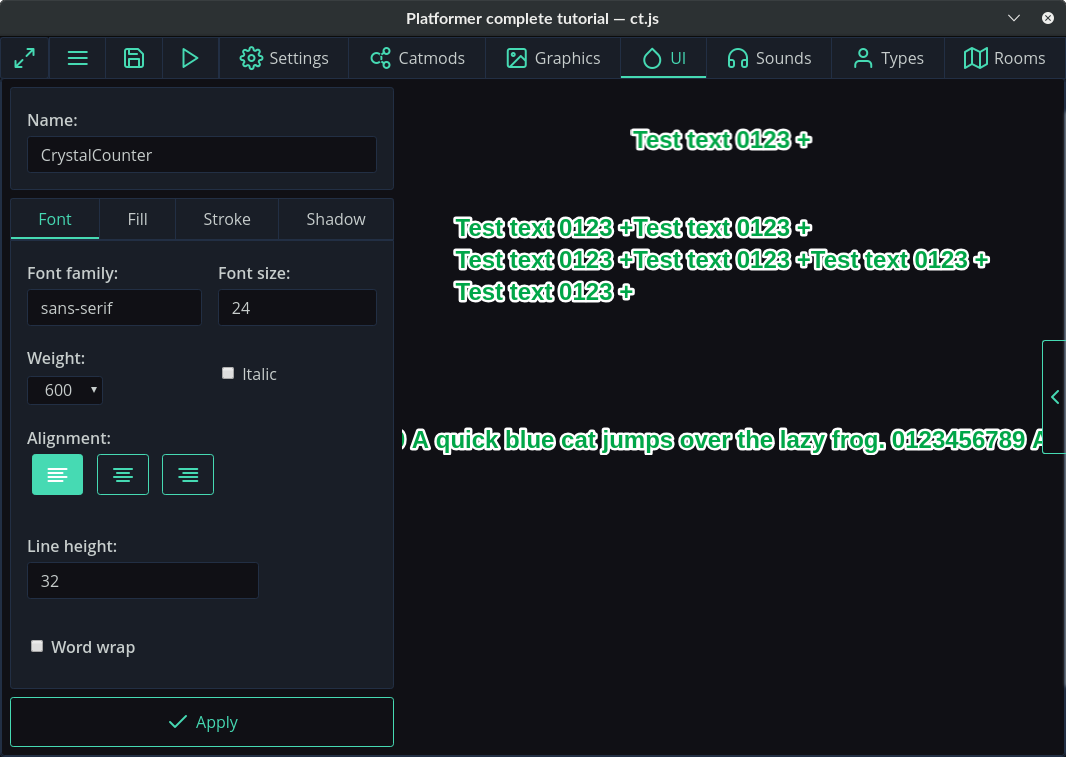 Platformer complete tutorial — ct.js
Settings Catmods Graphics UI Sounds Types Rooms
Name:
CrystalCounter
Font Fill Stroke Shadow
Font family: Font size:
sans-serif 24
Weight:
600 Italic
Alignment:
Line height:
32
Word wrap
Apply
Test text 0123 +
Test text 0123 +Test text 0123 +
Test text 0123 +Test text 0123 +Test text 0123 +
Test text 0123 +
A quick blue cat jumps over the lazy frog. 0123456789 A